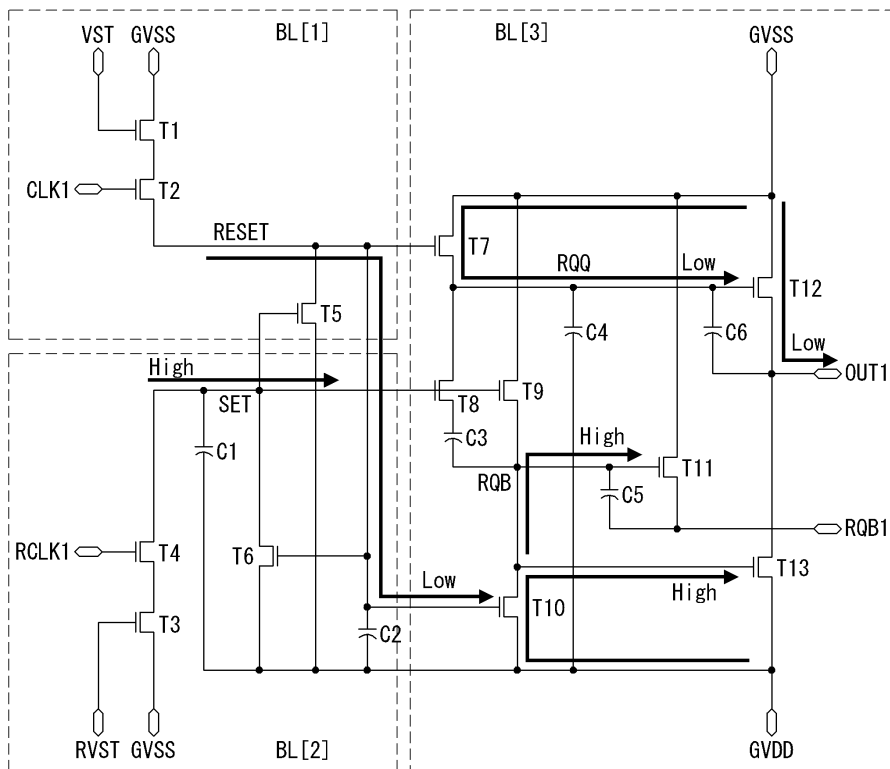 VST GVSS BL[1] BL[3] GVSS
T1
CLK1 T2
RESET T7 RQQ Low T12
T5 C4 C6 Low
High OUT1
SET T8 T9
C1 C3 High
RQB T11
C5
RCLK1 T4 T6 RQB1
Low T10 High T13
T3 C2
RVST GVSS BL[2] GVDD